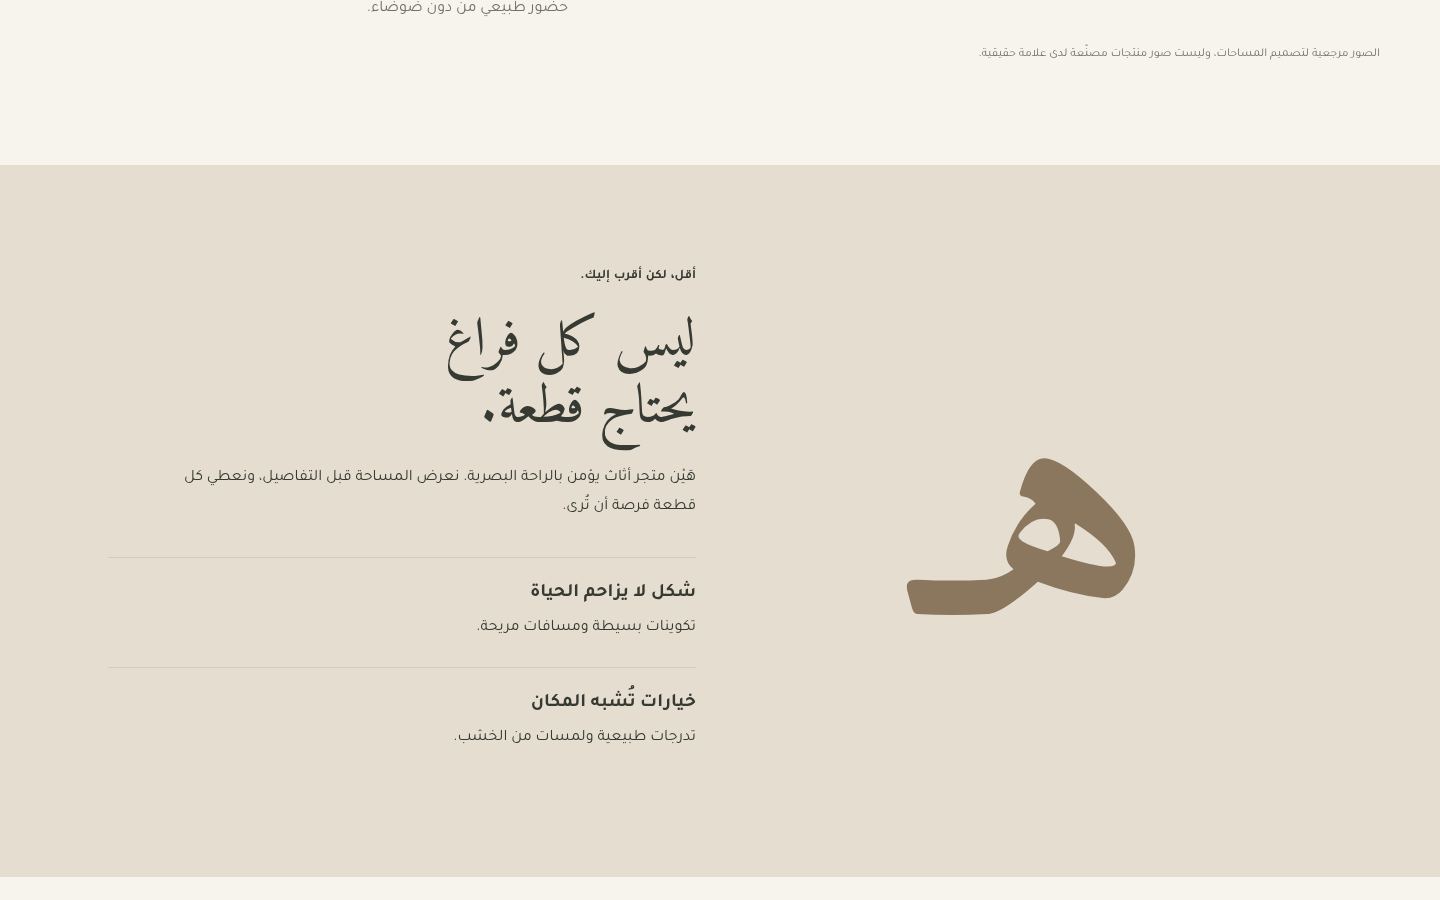 حضور طبيعي من دون ضوضاء.
الصور مرجعية لتصميم المساحات، وليست صور منتجات مصنّعة لدى علامة حقيقية.
هـ
أقل، لكن أقرب إليك.
ليس كل فراغ
يحتاج قطعة.
هَيْن متجر أثاث يؤمن بالراحة البصرية. نعرض المساحة قبل التفاصيل، ونعطي كل
قطعة فرصة أن تُرى.
شكل لا يزاحم الحياة
تكوينات بسيطة ومسافات مريحة.
خيارات تُشبه المكان
تدرجات طبيعية ولمسات من الخشب.